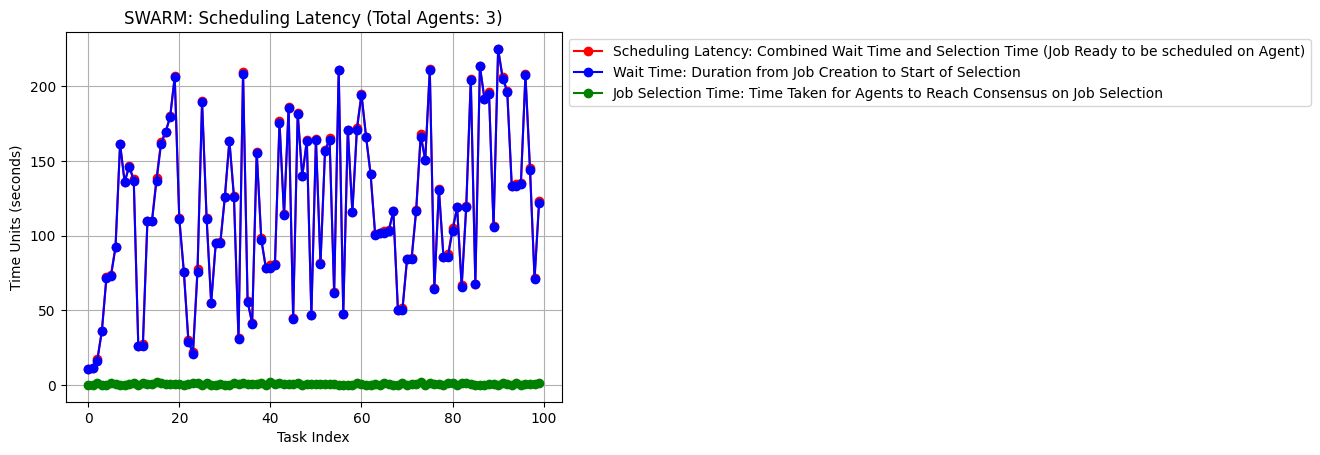 SWARM: Scheduling Latency (Total Agents: 3)
Scheduling Latency: Combined Wait Time and Selection Time (Job Ready to be scheduled on Agent)
Wait Time: Duration from Job Creation to Start of Selection
Job Selection Time: Time Taken for Agents to Reach Consensus on Job Selection
Time Units (seconds)
200
150
100
50
0
0 20 40 60 80 100
Task Index